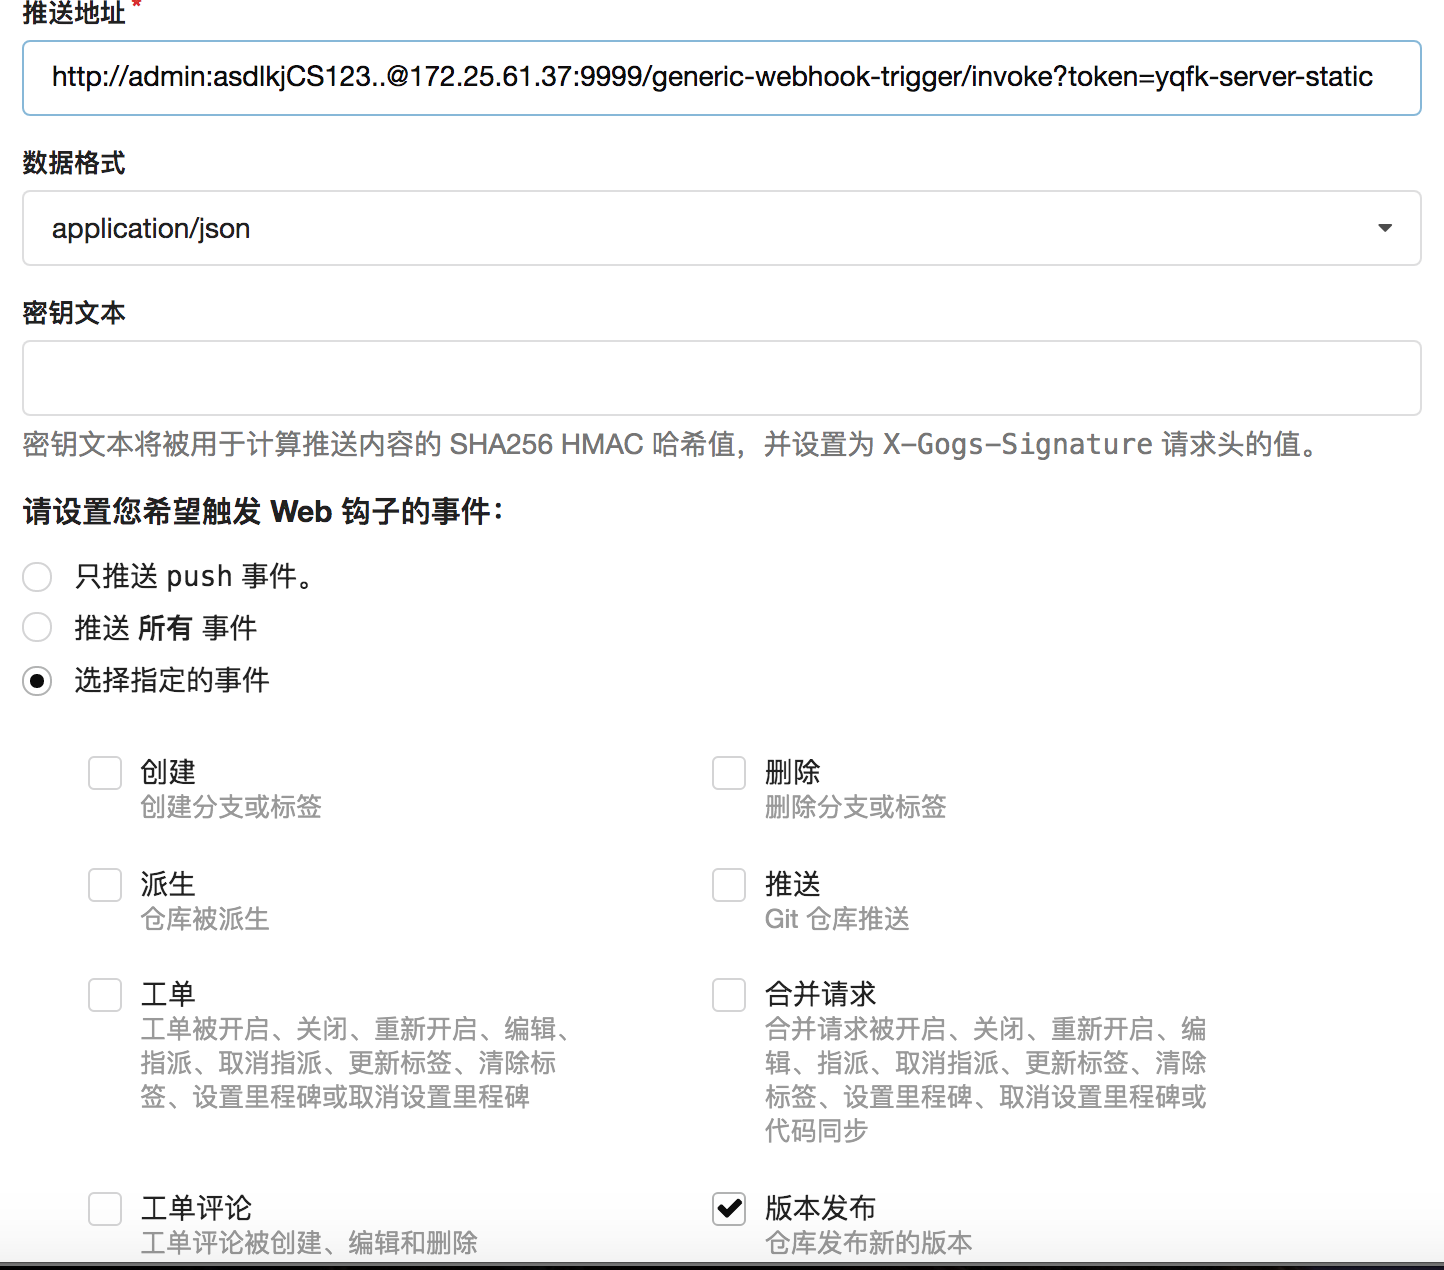 推送地址*
http://admin:asdlkjCS123..@172.25.61.37:9999/generic-webhook-trigger/invoke?token=yqfk-server-static
数据格式
application/json
密钥文本
密钥文本将被用于计算推送内容的 SHA256 HMAC 哈希值，并设置为 X-Gogs-Signature 请求头的值。
请设置您希望触发 Web 钩子的事件：
只推送 push 事件。
推送 所有 事件
选择指定的事件
创建
创建分支或标签
删除
删除分支或标签
派生
仓库被派生
推送
Git 仓库推送
工单
工单被开启、关闭、重新开启、编辑、
指派、取消指派、更新标签、清除标
签、设置里程碑或取消设置里程碑
合并请求
合并请求被开启、关闭、重新开启、编
辑、指派、取消指派、更新标签、清除
标签、设置里程碑、取消设置里程碑或
代码同步
工单评论
工单评论被创建、编辑和删除
版本发布
仓库发布新的版本